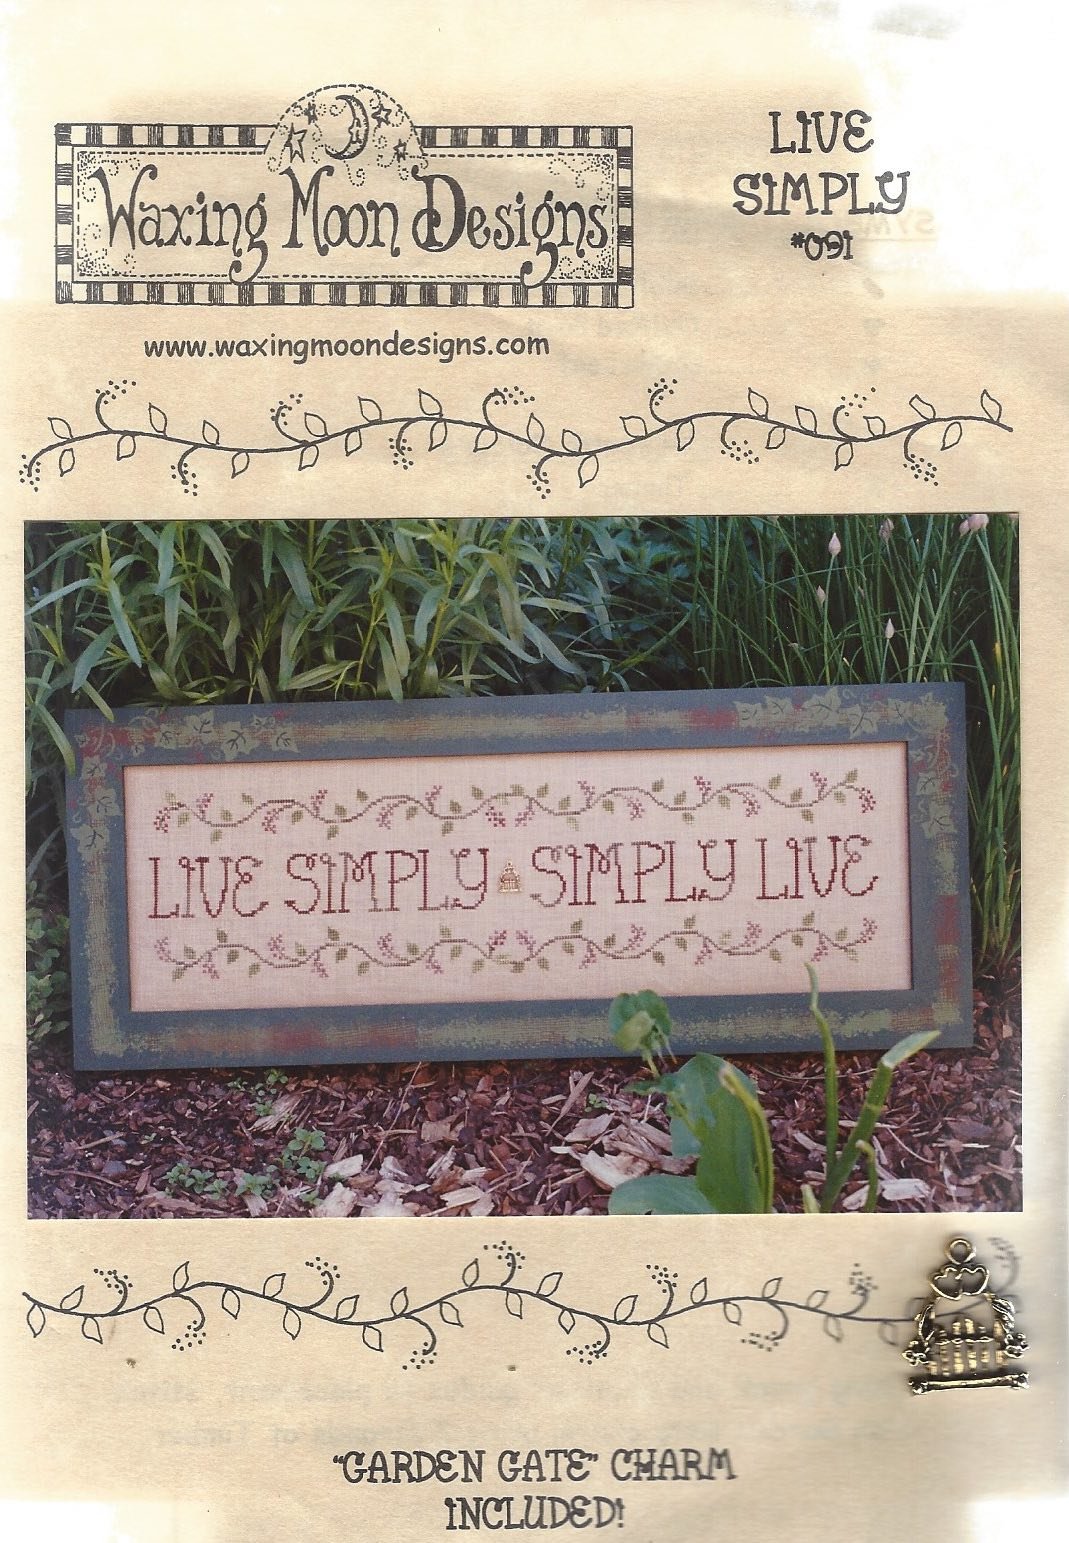 Waxing Moon Designs
LIVE
SIMPLY
#091
www.waxingmoondesigns.com
LIVE SIMPLY SIMPLY LIVE
"GARDEN GATE" CHARM
INCLUDED!